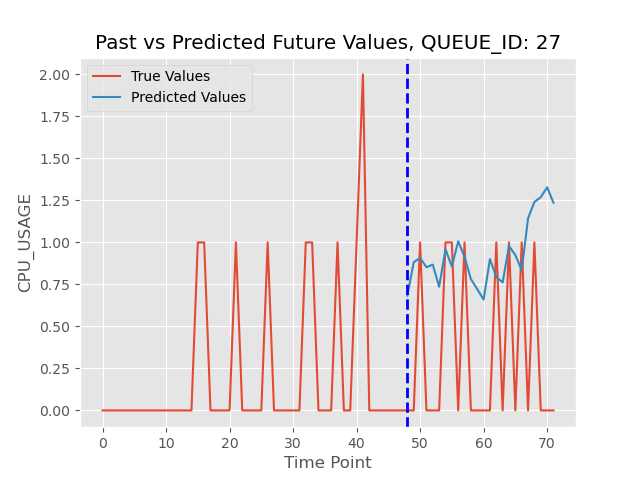 Past vs Predicted Future Values, QUEUE_ID: 27
True Values
Predicted Values
2.00
1.75
1.50
1.25
1.00
0.75
0.50
0.25
0.00
CPU_USAGE
0 10 20 30 40 50 60 70
Time Point